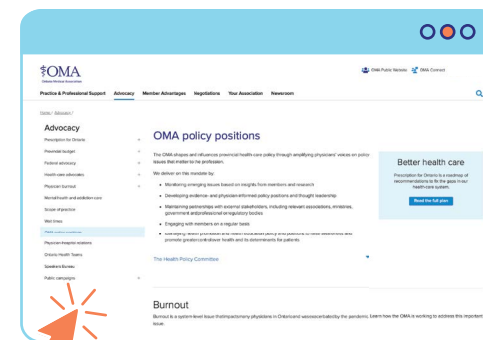 OMA
Ontario Medical Association
OMA Public Website
OMA Connect
Practice & Professional Support
Advocacy
Member Advantages
Negotiations
Your Association
Newsroom
Home / Advocacy /
Advocacy
Prescription for Ontario
Provincial budget
Federal advocacy
Health-care advocates
Physician burnout
Mental health and addiction care
Scope of practice
Wait times
OMA policy positions
Physician-hospital relations
Ontario Health Teams
Speakers Bureau
Public campaigns
OMA policy positions
The OMA shapes and influences provincial health care policy through amplifying physicians' voices on policy
issues that matter to the profession.
We deliver on this mandate by:
Monitoring emerging issues based on insights from members and research
Developing evidence- and physician-informed policy positions and thought leadership
Maintaining partnerships with external stakeholders, including relevant associations, ministries,
government and professional or regulatory bodies
Engaging with members on a regular basis
promote greater control over health and its determinants for patients
The Health Policy Committee
Better health care
Prescription for Ontario is a roadmap of
recommendations to fix the gaps in our
health-care system.
Read the full plan
Burnout
Burnout is a system-level issue that impacts many physicians in Ontario and was exacerbated by the pandemic. Learn how the OMA is working to address this important
issue.